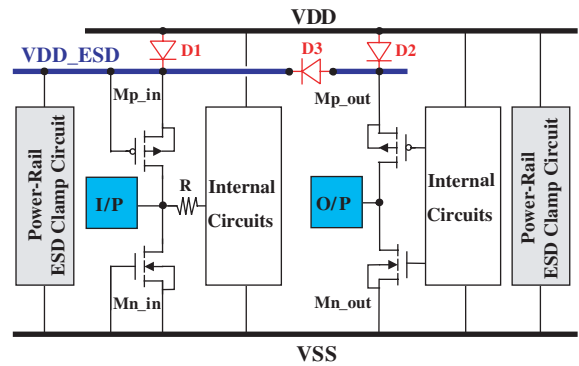 VDD
D1
D3
D2
VDD_ESD
Mp_in
Mp_out
Power-Rail
ESD Clamp Circuit
I/P
R
Internal
Circuits
O/P
Internal
Circuits
Power-Rail
ESD Clamp Circuit
Mn_in
Mn_out
VSS